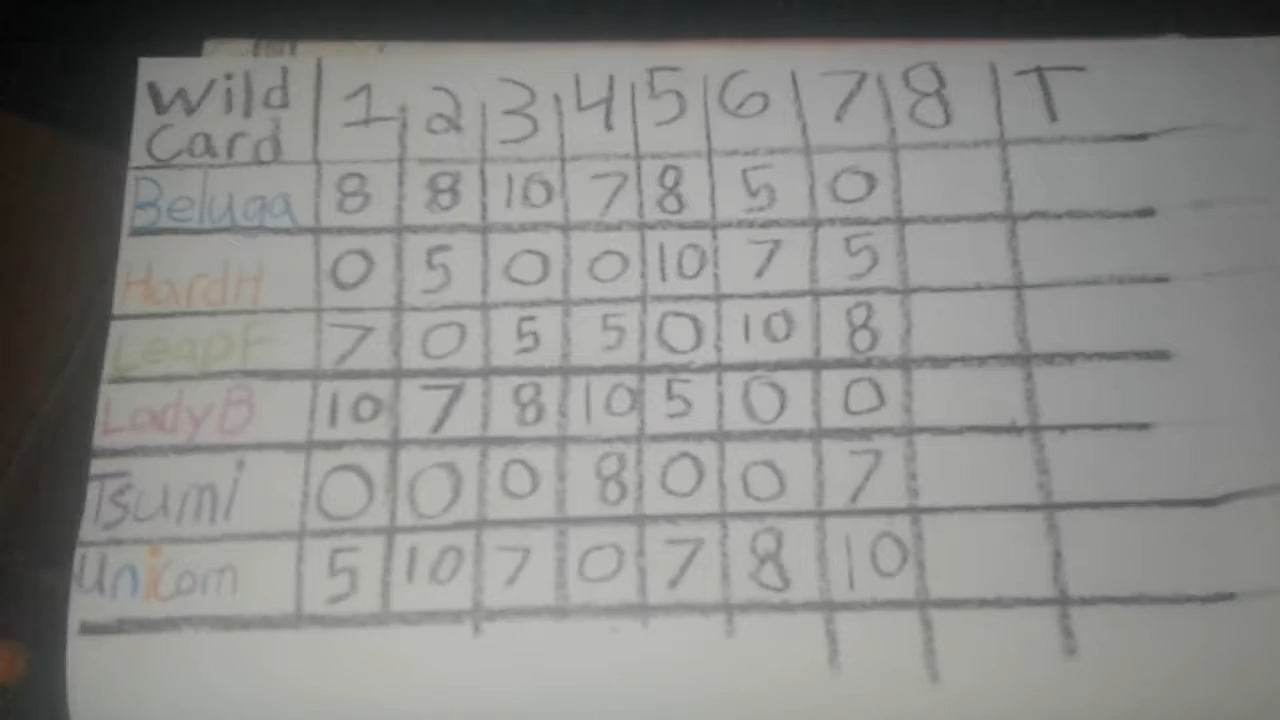 Wild Card 1 2 3 4 5 6 7 8 T
Beluga 8 8 10 7 8 5 0
HardH 0 5 0 0 10 7 5
LeapF 7 0 5 5 0 10 8
LadyB 10 7 8 10 5 0 0
Tsumi 0 0 0 8 0 0 7
Unicorn 5 10 7 0 7 8 10